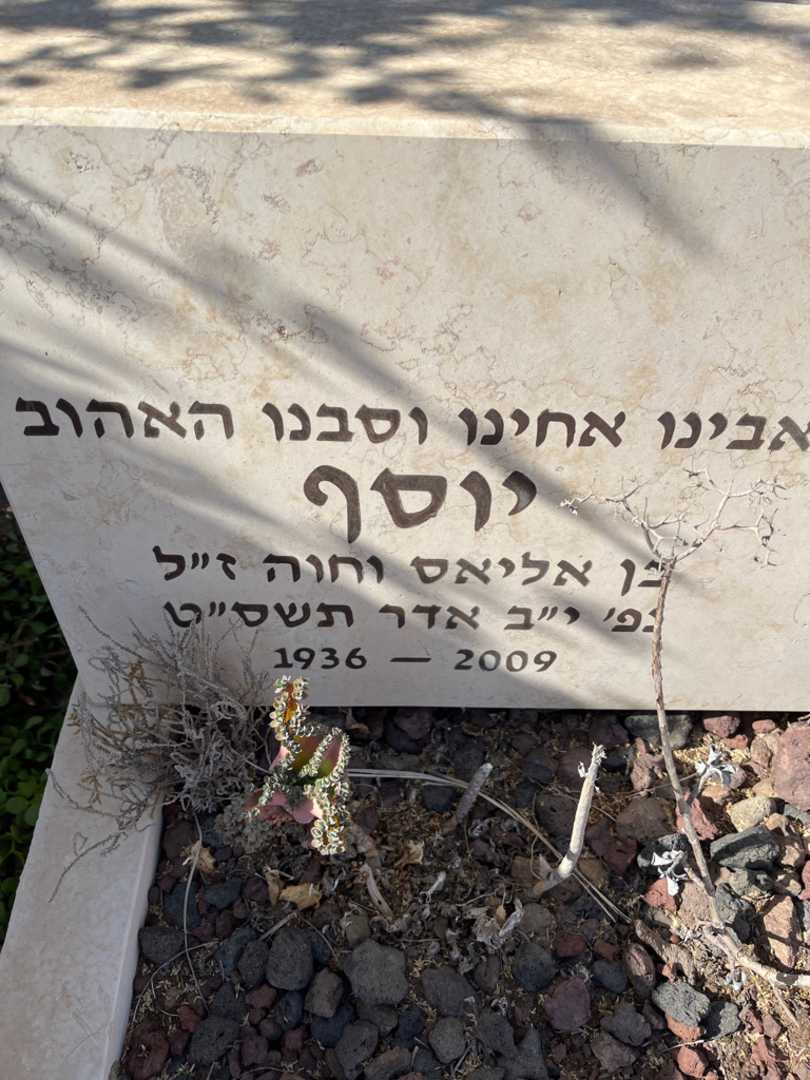 אבינו אחינו וסבנו האהוב
יוסף
בן אליאס וחוה ז״ל
נפ׳ י״ב אדר תשס״ט
1936 — 2009